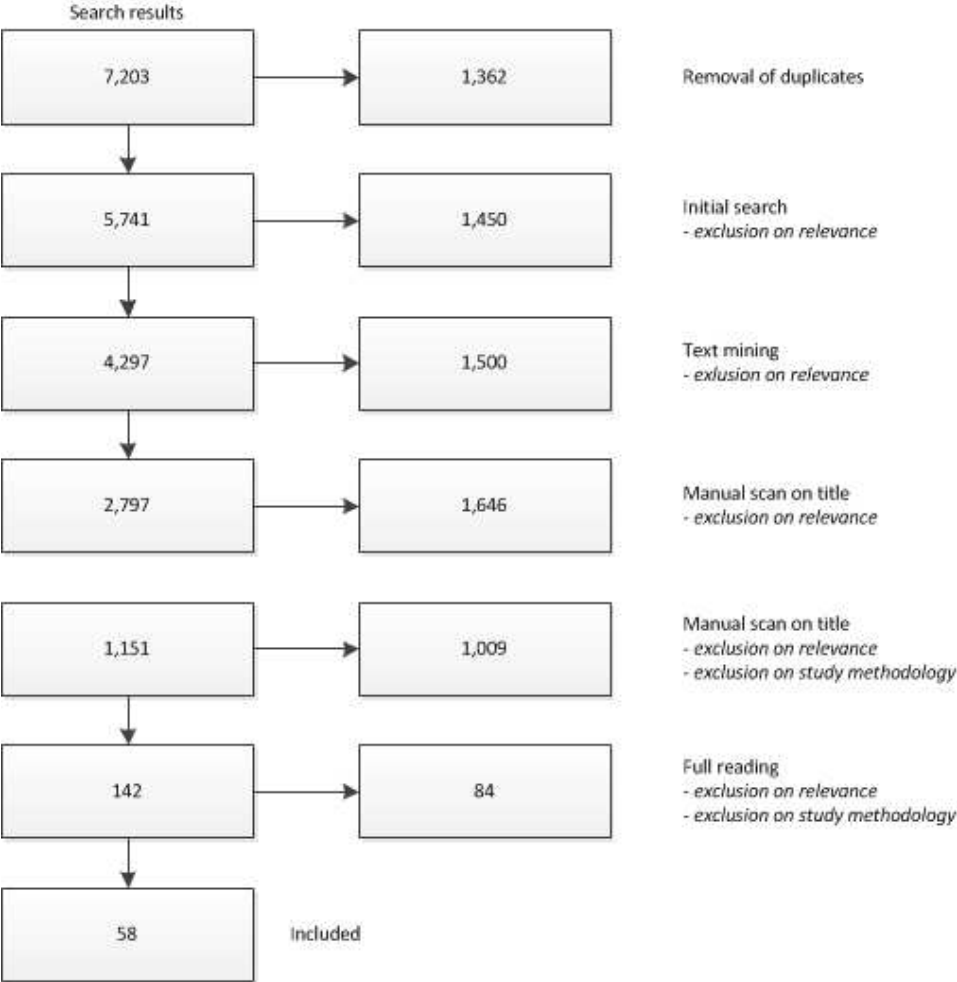 Search results
7,203
1,362
Removal of duplicates
5,741
1,450
Initial search
- exclusion on relevance
4,297
1,500
Text mining
- exlusion on relevance
2,797
1,646
Manual scan on title
- exclusion on relevance
1,151
1,009
Manual scan on title
- exclusion on relevance
- exclusion on study methodology
142
84
Full reading
- exclusion on relevance
- exclusion on study methodology
58
Included